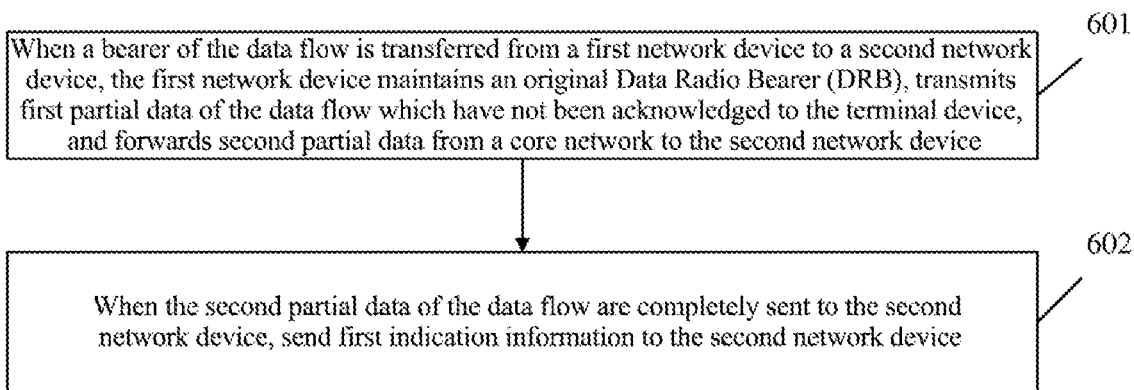 601
When a bearer of the data flow is transferred from a first network device to a second network
device, the first network device maintains an original Data Radio Bearer (DRB), transmits
first partial data of the data flow which have not been acknowledged to the terminal device,
and forwards second partial data from a core network to the second network device
602
When the second partial data of the data flow are completely sent to the second
network device, send first indication information to the second network device